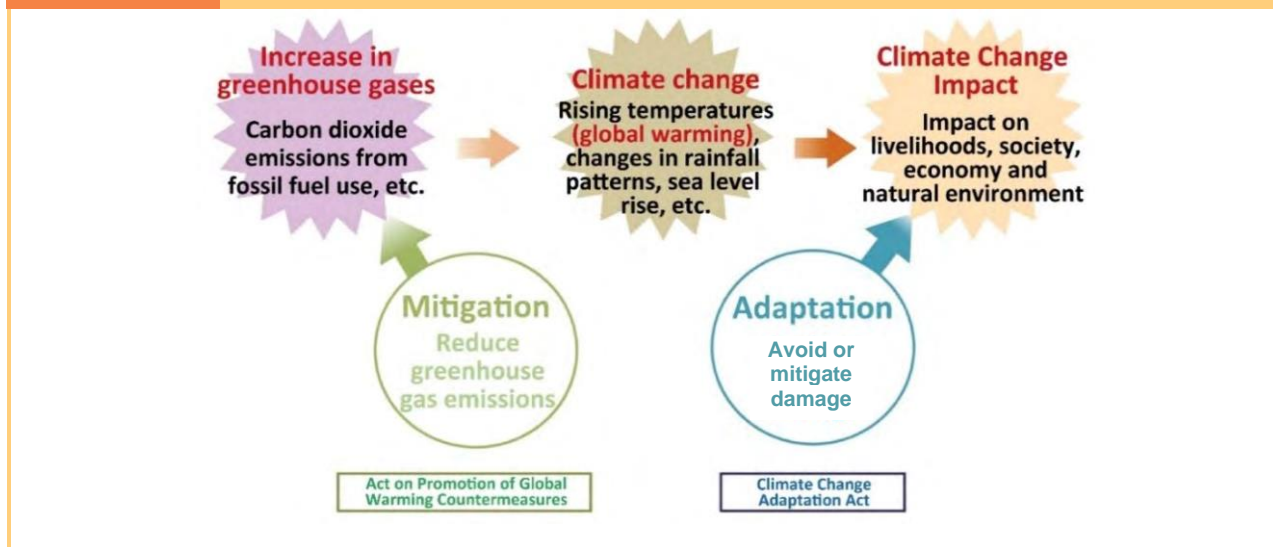 Increase in
greenhouse gases
Carbon dioxide
emissions from
fossil fuel use, etc.
Climate change
Rising temperatures
(global warming),
changes in rainfall
patterns, sea level
rise, etc.
Climate Change
Impact
Impact on
livelihoods, society,
economy and
natural environment
Mitigation
Reduce
greenhouse
gas emissions
Adaptation
Avoid or
mitigate
damage
Act on Promotion of Global
Warming Countermeasures
Climate Change
Adaptation Act